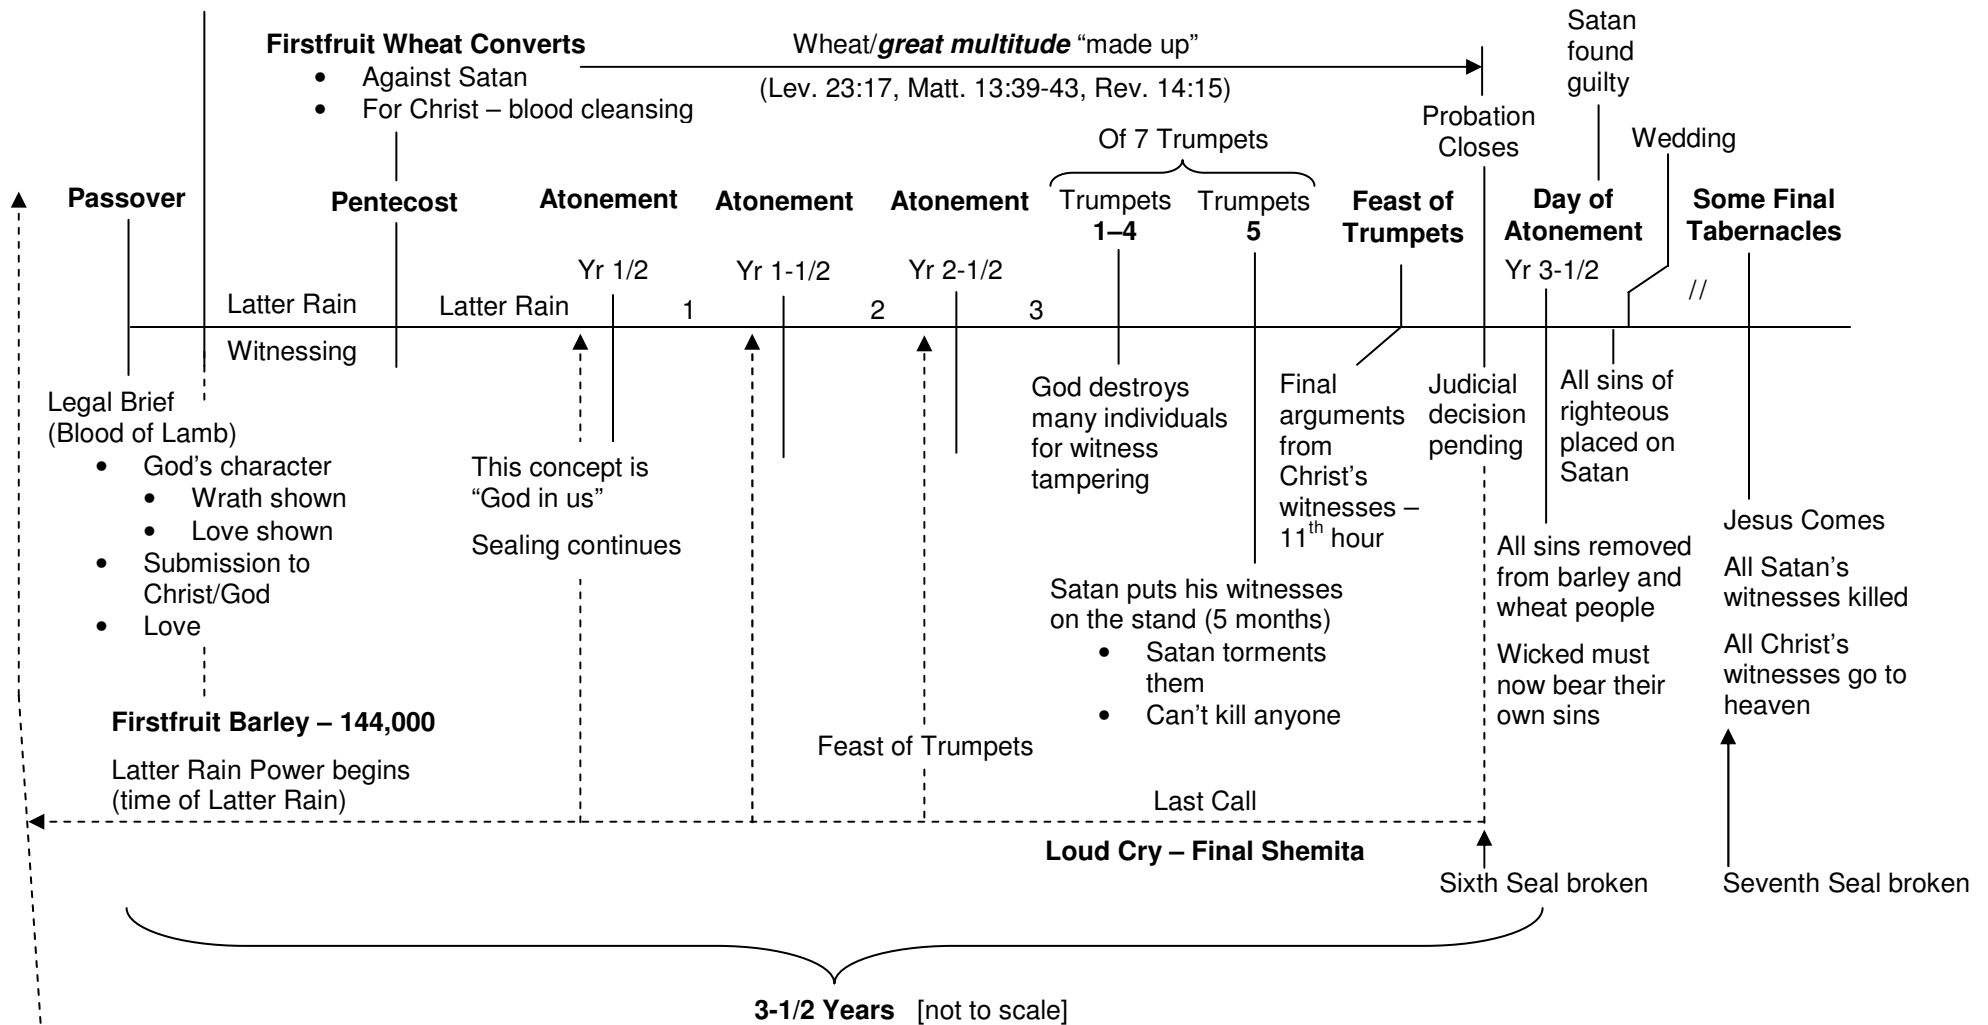 Satan
found
guilty
Firstfruit Wheat Converts
• Against Satan
• For Christ – blood cleansing
Wheat/great multitude “made up”
(Lev. 23:17, Matt. 13:39-43, Rev. 14:15)
Probation
Closes
Of 7 Trumpets
Wedding
Passover
Pentecost
Atonement
Yr 1/2
Atonement
Yr 1-1/2
Atonement
Yr 2-1/2
Trumpets
1–4
Trumpets
5
Feast of
Trumpets
Day of
Atonement
Yr 3-1/2
Some Final
Tabernacles
//
Latter Rain
Latter Rain
1
2
3
Witnessing
Legal Brief
(Blood of Lamb)
• God’s character
• Wrath shown
• Love shown
• Submission to
Christ/God
• Love
This concept is
“God in us”
Sealing continues
God destroys
many individuals
for witness
tampering
Final
arguments
from
Christ’s
witnesses –
11th hour
Judicial
decision
pending
All sins of
righteous
placed on
Satan
Satan puts his witnesses
on the stand (5 months)
• Satan torments
them
• Can’t kill anyone
All sins removed
from barley and
wheat people
Wicked must
now bear their
own sins
Jesus Comes
All Satan’s
witnesses killed
All Christ’s
witnesses go to
heaven
Firstfruit Barley – 144,000
Latter Rain Power begins
(time of Latter Rain)
Feast of Trumpets
Last Call
Loud Cry – Final Shemita
Sixth Seal broken
Seventh Seal broken
3-1/2 Years [not to scale]